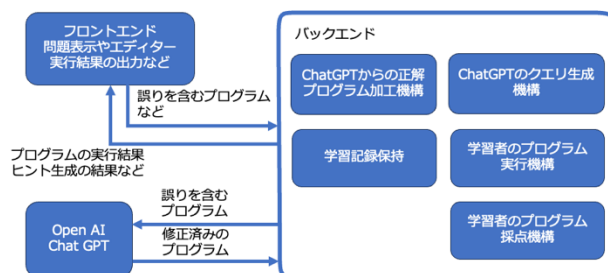 フロントエンド
問題表示やエディター
実行結果の出力など
誤りを含むプログラム
など
プログラムの実行結果
ヒント生成の結果など
誤りを含む
プログラム
Open AI
Chat GPT
修正済みの
プログラム
バックエンド
ChatGPTからの正解
プログラム加工機構
ChatGPTのクエリ生成
機構
学習記録保持
学習者のプログラム
実行機構
学習者のプログラム
採点機構